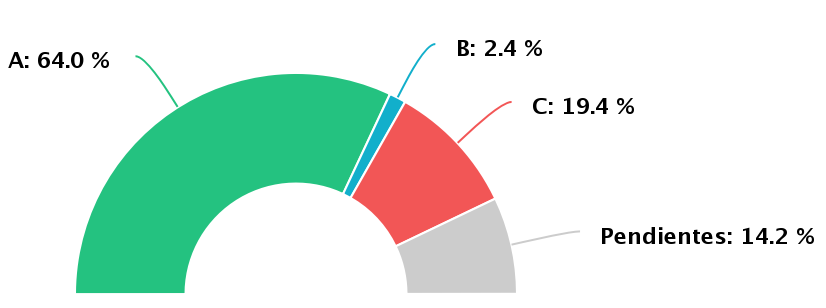 A: 64.0 %
B: 2.4 %
C: 19.4 %
Pendientes: 14.2 %